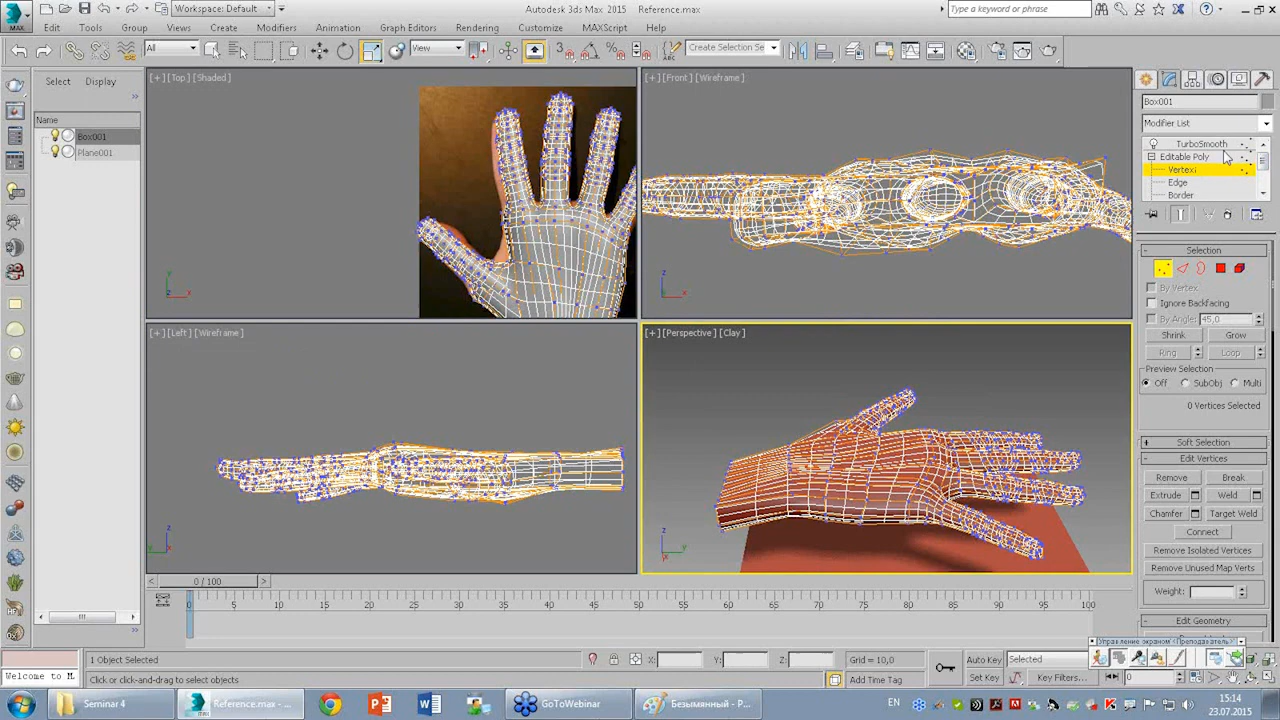 Workspace: Default
Autodesk 3ds Max 2015 Reference.max
Type a keyword or phrase
MAX
Edit Tools Group Views Create Modifiers Animation Graph Editors Rendering Customize MAXScript Help
All View Create Selection Se
Select Display
Name
Box001
Plane001
[+] [Top] [Shaded]
[+] [Front] [Wireframe]
[+] [Left] [Wireframe]
[+] [Perspective] [Clay]
Box001
Modifier List
TurboSmooth
Editable Poly
Vertex
Edge
Border
Selection
By Vertex
Ignore Backfacing
By Angle: 45,0
Shrink Grow
Ring Loop
Preview Selection
Off SubObj Multi
0 Vertices Selected
Soft Selection
Edit Vertices
Remove Break
Extrude Weld
Chamfer Target Weld
Connect
Remove Isolated Vertices
Remove Unused Map Verts
Weight:
Edit Geometry
Управление экраном "Преподаватель"
0 / 100
0 5 10 15 20 25 30 35 40 45 50 55 60 65 70 75 80 85 90 95 100
1 Object Selected X: Y: Z: Grid = 10,0 Auto Key Selected
Welcome to M. Click or click-and-drag to select objects Add Time Tag Set Key Key Filters... 0
Seminar 4 Reference.max - ... GoToWebinar Безымянный - P... EN 15:14
23.07.2015